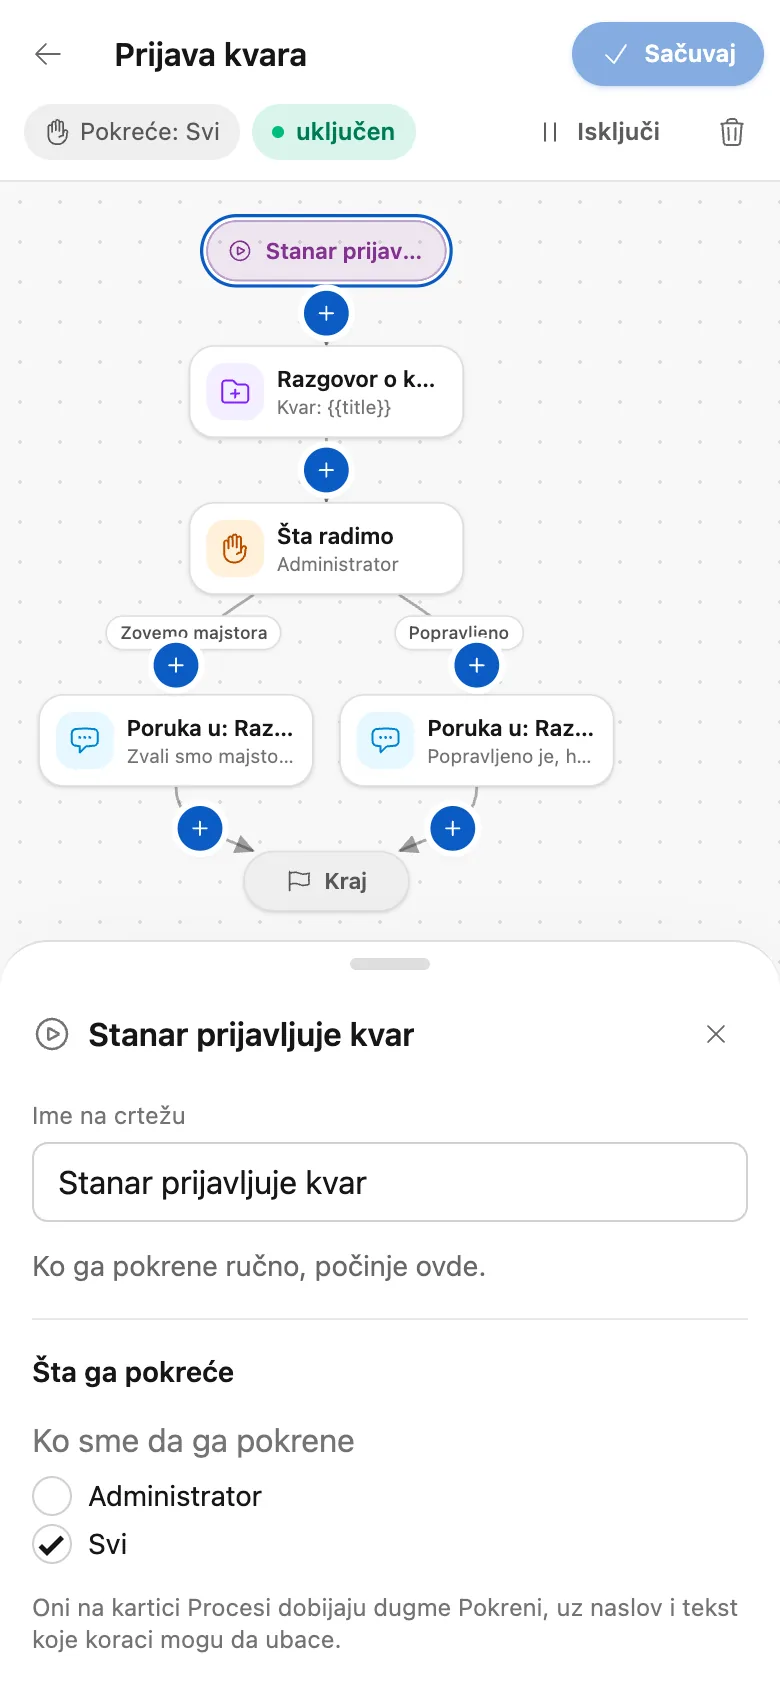 Prijava kvara
Sačuvaj
Pokreće: Svi
uključen
Isključi
Stanar prijav...
Razgovor o k...
Kvar: {{title}}
Šta radimo
Administrator
Zovemo majstora
Popravljeno
Poruka u: Raz...
Zvali smo majsto...
Poruka u: Raz...
Popravljeno je, h...
Kraj
Stanar prijavljuje kvar
Ime na crtežu
Stanar prijavljuje kvar
Ko ga pokrene ručno, počinje ovde.
Šta ga pokreće
Ko sme da ga pokrene
Administrator
Svi
Oni na kartici Procesi dobijaju dugme Pokreni, uz naslov i tekst
koje koraci mogu da ubace.